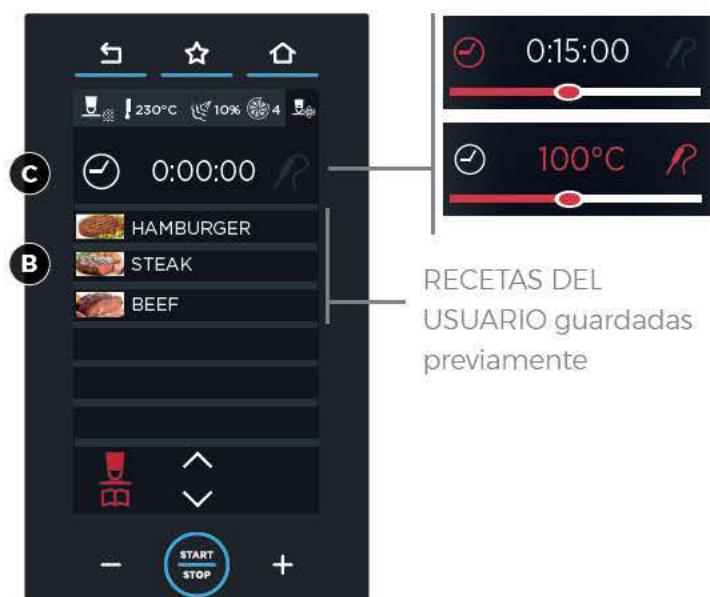 230°C 10% 4
C
0:00:00
HAMBURGER
B
STEAK
BEEF
START
STOP
0:15:00
100°C
RECETAS DEL
USUARIO guardadas
previamente